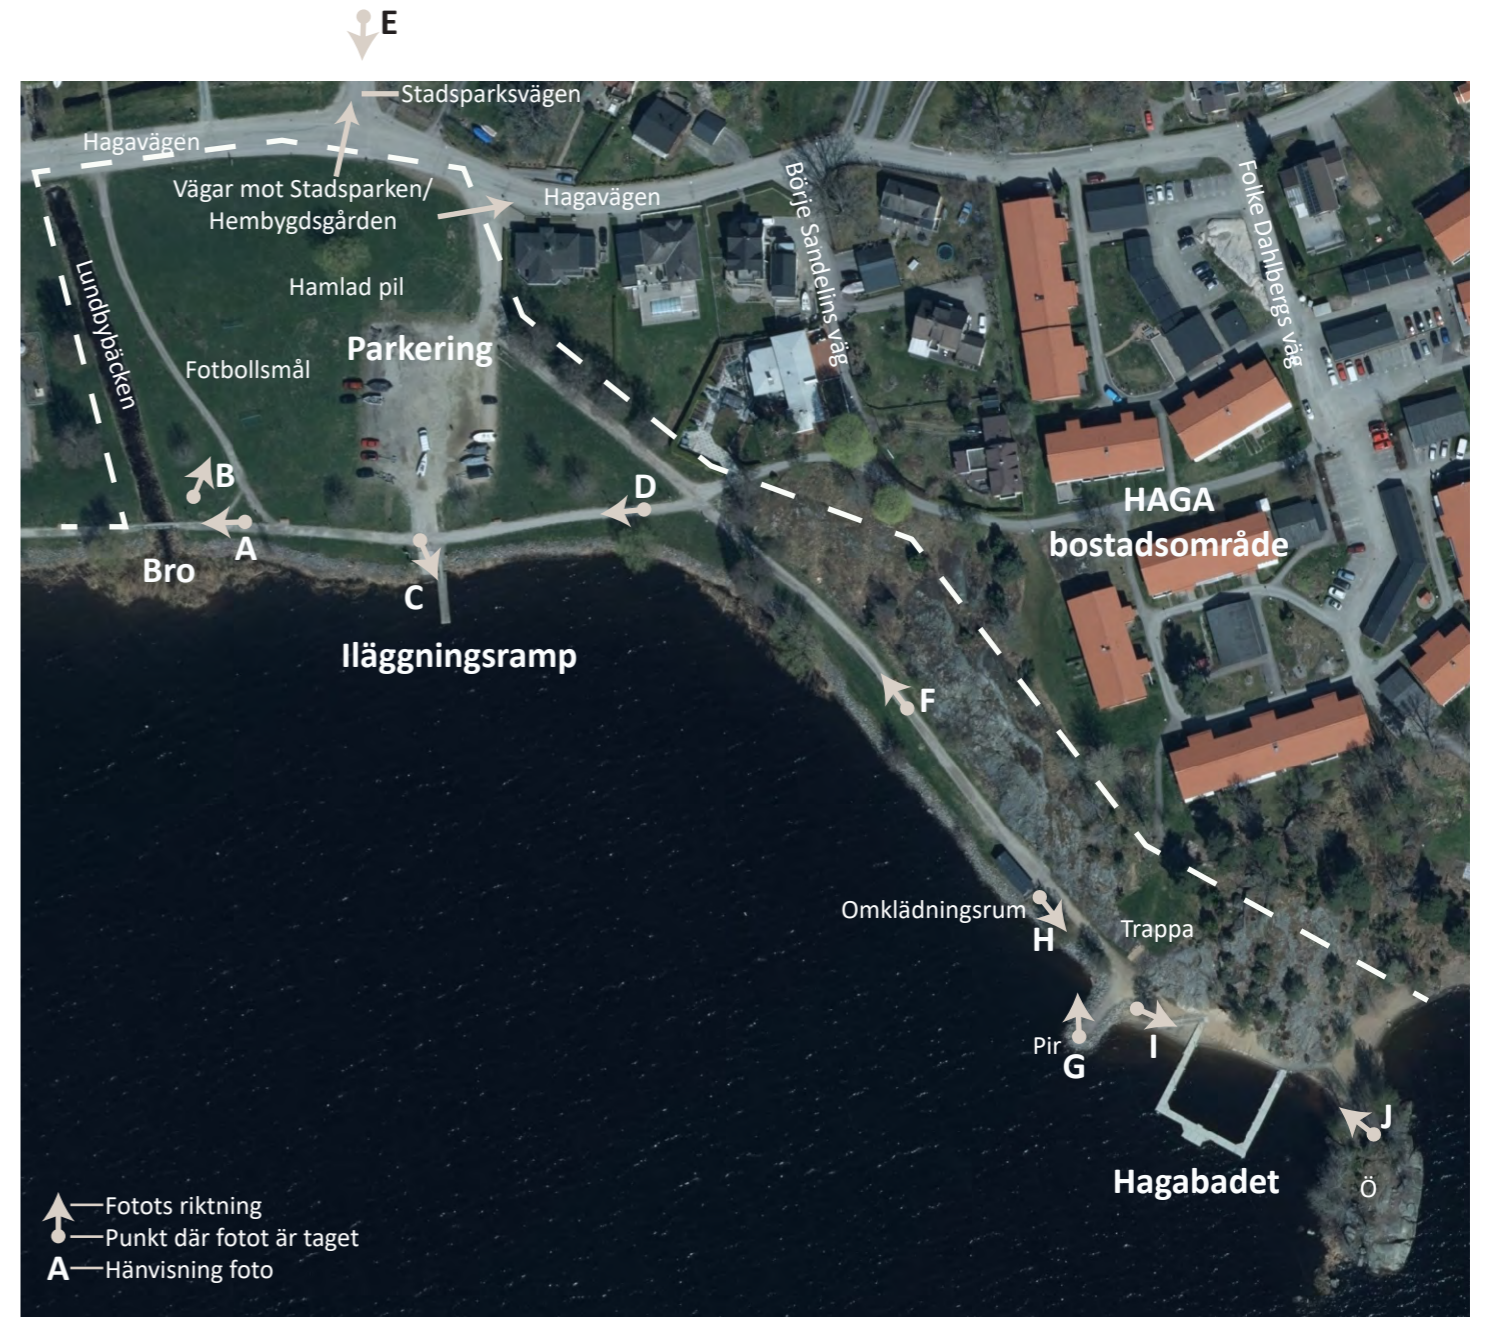 E
Stadsparksvägen
Hagavägen
Vägar mot Stadsparken/
Hembygdsgården
Hagavägen
Börje Sandelins väg
Folke Dahlbergs väg
Lundbybäcken
Hamlad pil
Parkering
Fotbollsmål
B
D
A
HAGA
bostadsområde
Bro
C
Iläggningsramp
F
Omklädningsrum
H
Trappa
Pir
G
I
J
Hagabadet
Ö
Fotots riktning
Punkt där fotot är taget
A
Hänvisning foto